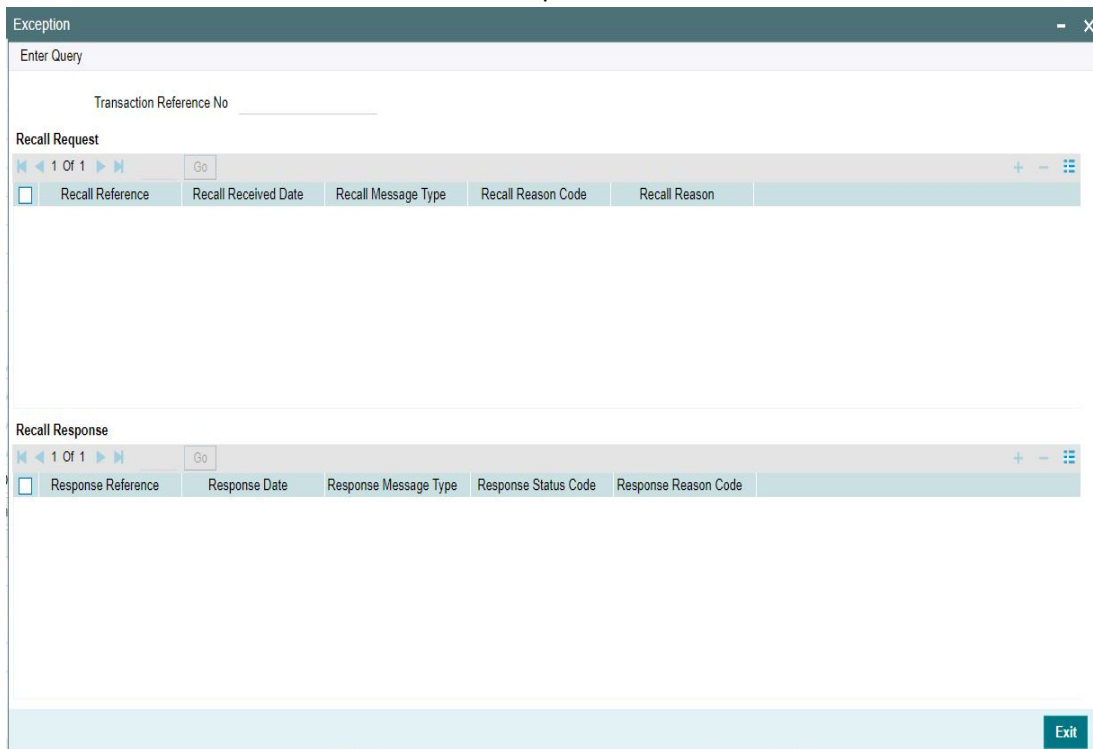 Exception
Enter Query
Transaction Reference No
Recall Request
1 Of 1 Go
Recall Reference Recall Received Date Recall Message Type Recall Reason Code Recall Reason
Recall Response
1 Of 1 Go
Response Reference Response Date Response Message Type Response Status Code Response Reason Code
Exit